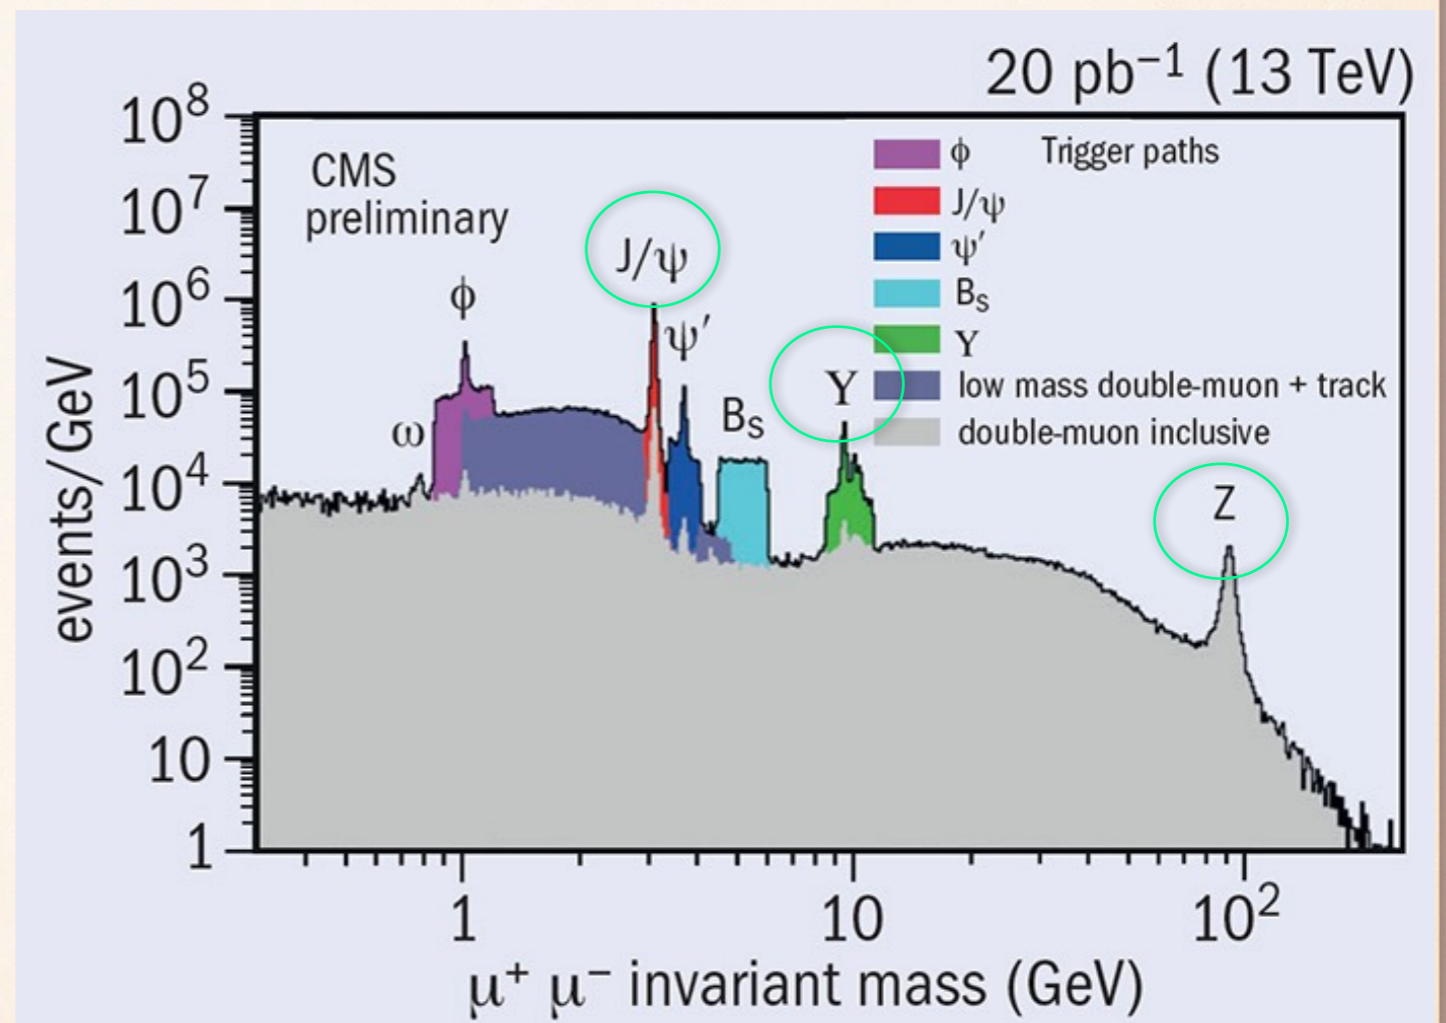 20 pb⁻¹ (13 TeV)
10⁸
10⁷
10⁶
10⁵
10⁴
10³
10²
10
1
events/GeV
CMS
preliminary
ω
ϕ
J/ψ
ψ′
Bₛ
Υ
Z
Trigger paths
ϕ
J/ψ
ψ′
Bₛ
Υ
low mass double-muon + track
double-muon inclusive
1
10
10²
μ⁺ μ⁻ invariant mass (GeV)